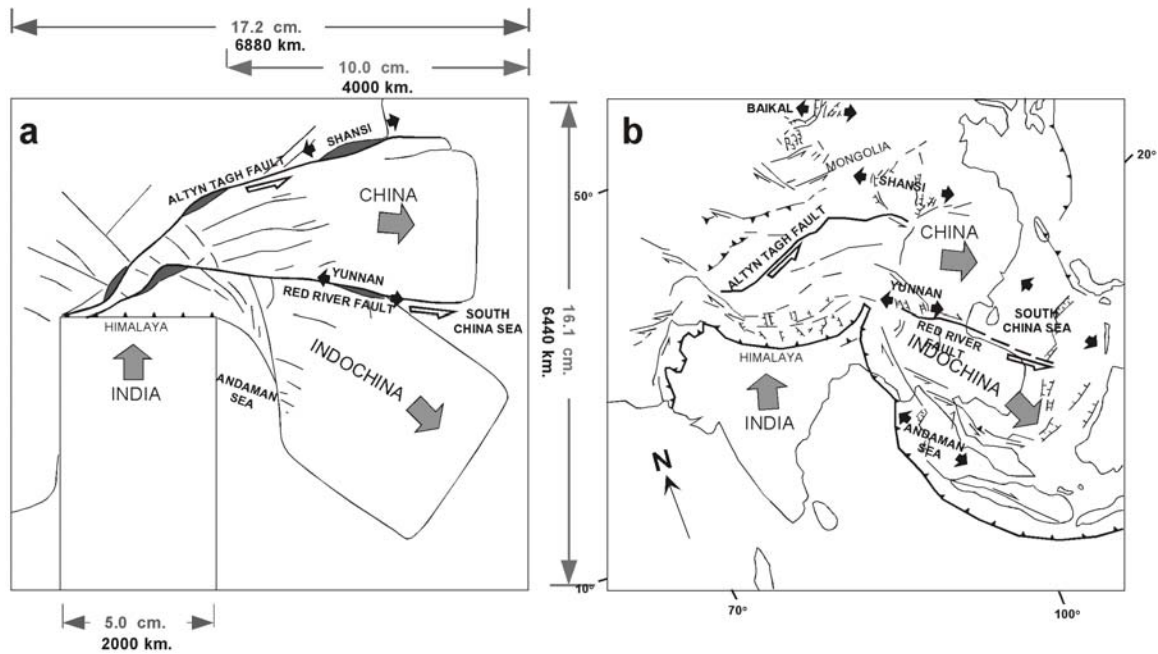 17.2 cm.
6880 km.
10.0 cm.
4000 km.
a
SHANSI
ALTYN TAGH FAULT
CHINA
YUNNAN
RED RIVER FAULT
SOUTH
CHINA SEA
HIMALAYA
INDIA
ANDAMAN
SEA
INDOCHINA
5.0 cm.
2000 km.
16.1 cm.
6440 km.
b
BAIKAL
MONGOLIA
20°
50°
SHANSI
ALTYN TAGH FAULT
CHINA
YUNNAN
SOUTH
CHINA SEA
RED RIVER
FAULT
HIMALAYA
INDOCHINA
INDIA
ANDAMAN
SEA
N
10°
70°
100°